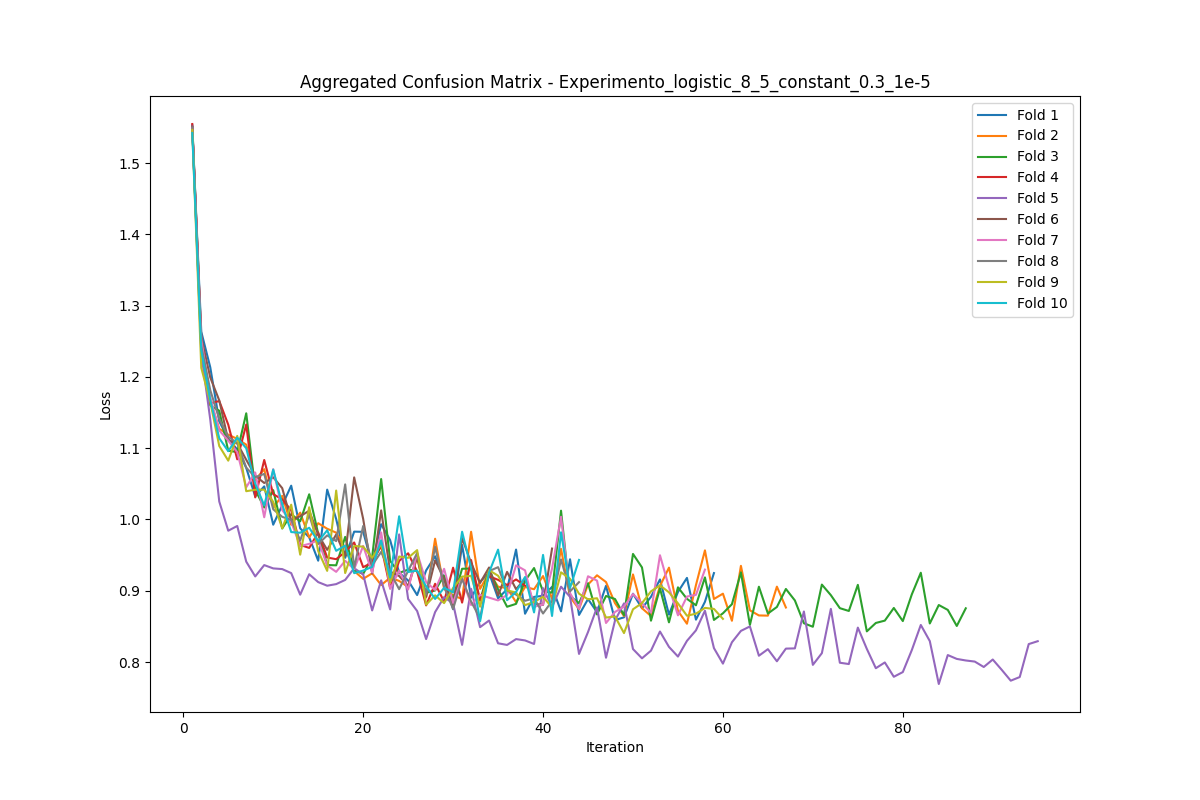 Aggregated Confusion Matrix - Experimento_logistic_8_5_constant_0.3_1e-5
Fold 1
Fold 2
Fold 3
Fold 4
Fold 5
Fold 6
Fold 7
Fold 8
Fold 9
Fold 10
Loss
1.5
1.4
1.3
1.2
1.1
1.0
0.9
0.8
0
20
40
60
80
Iteration